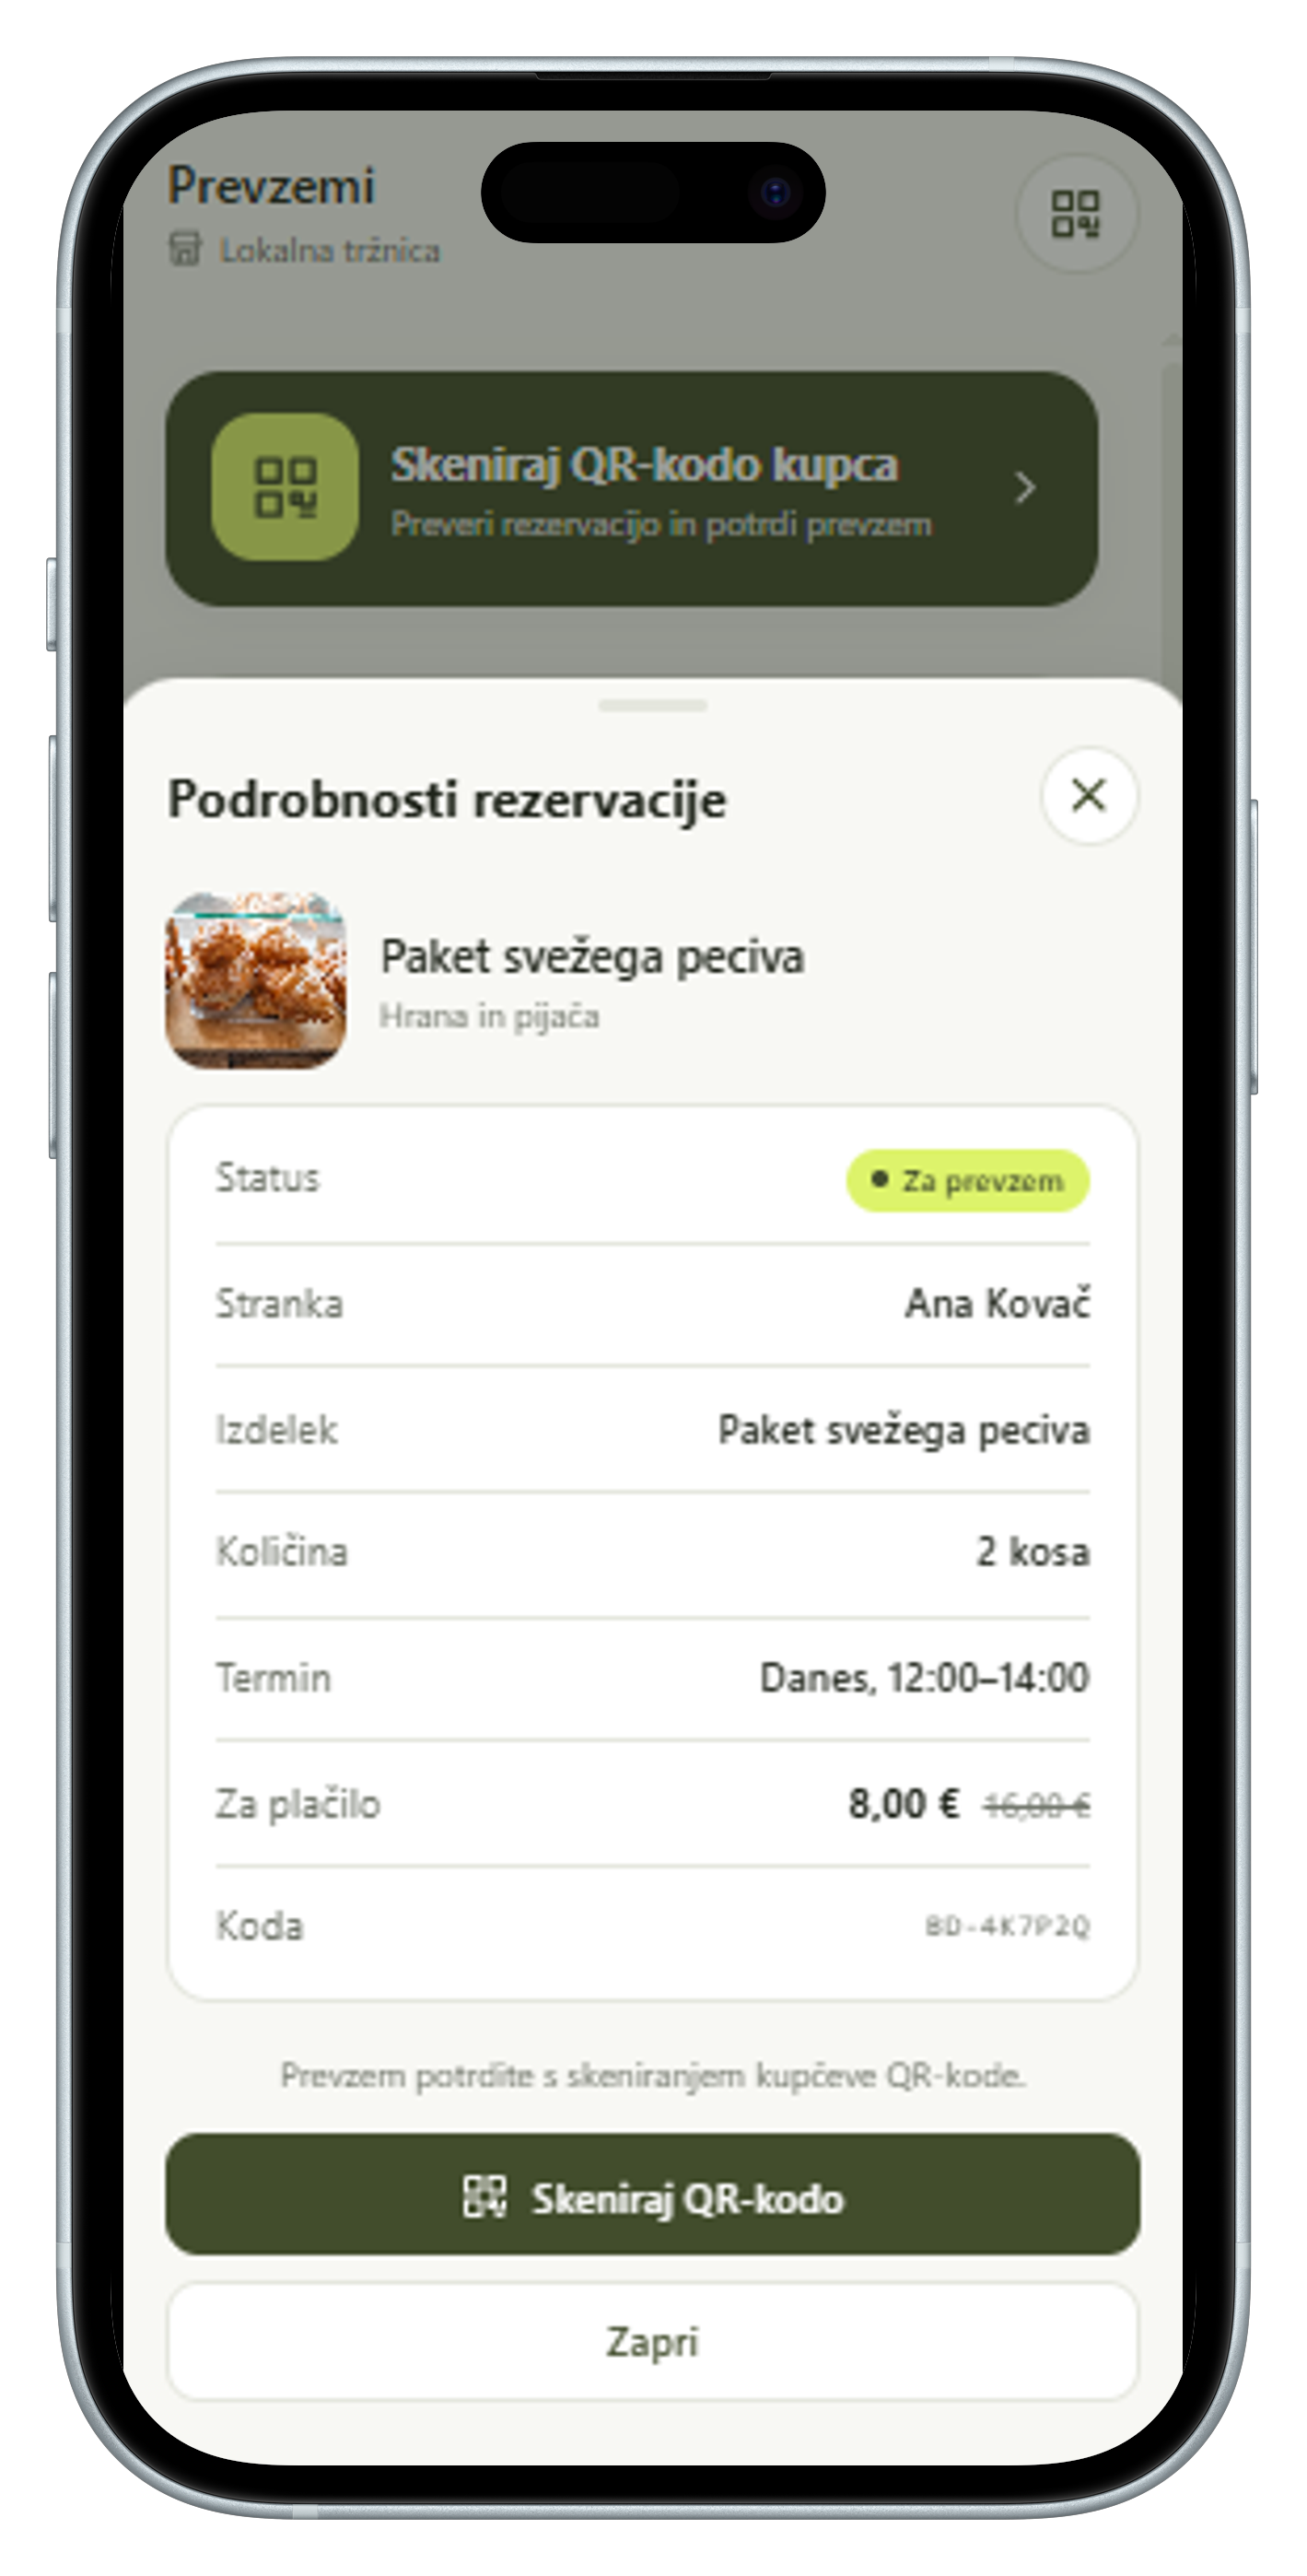 Prevzemi
Lokalna tržnica
Skeniraj QR-kodo kupca
Preveri rezervacijo in potrdi prevzem
Podrobnosti rezervacije
Paket svežega peciva
Hrana in pijača
Status Za prevzem
Stranka Ana Kovač
Izdelek Paket svežega peciva
Količina 2 kosa
Termin Danes, 12:00–14:00
Za plačilo 8,00 € 16,00 €
Koda BD-4K7P2Q
Prevzem potrdite s skeniranjem kupčeve QR-kode.
Skeniraj QR-kodo
Zapri